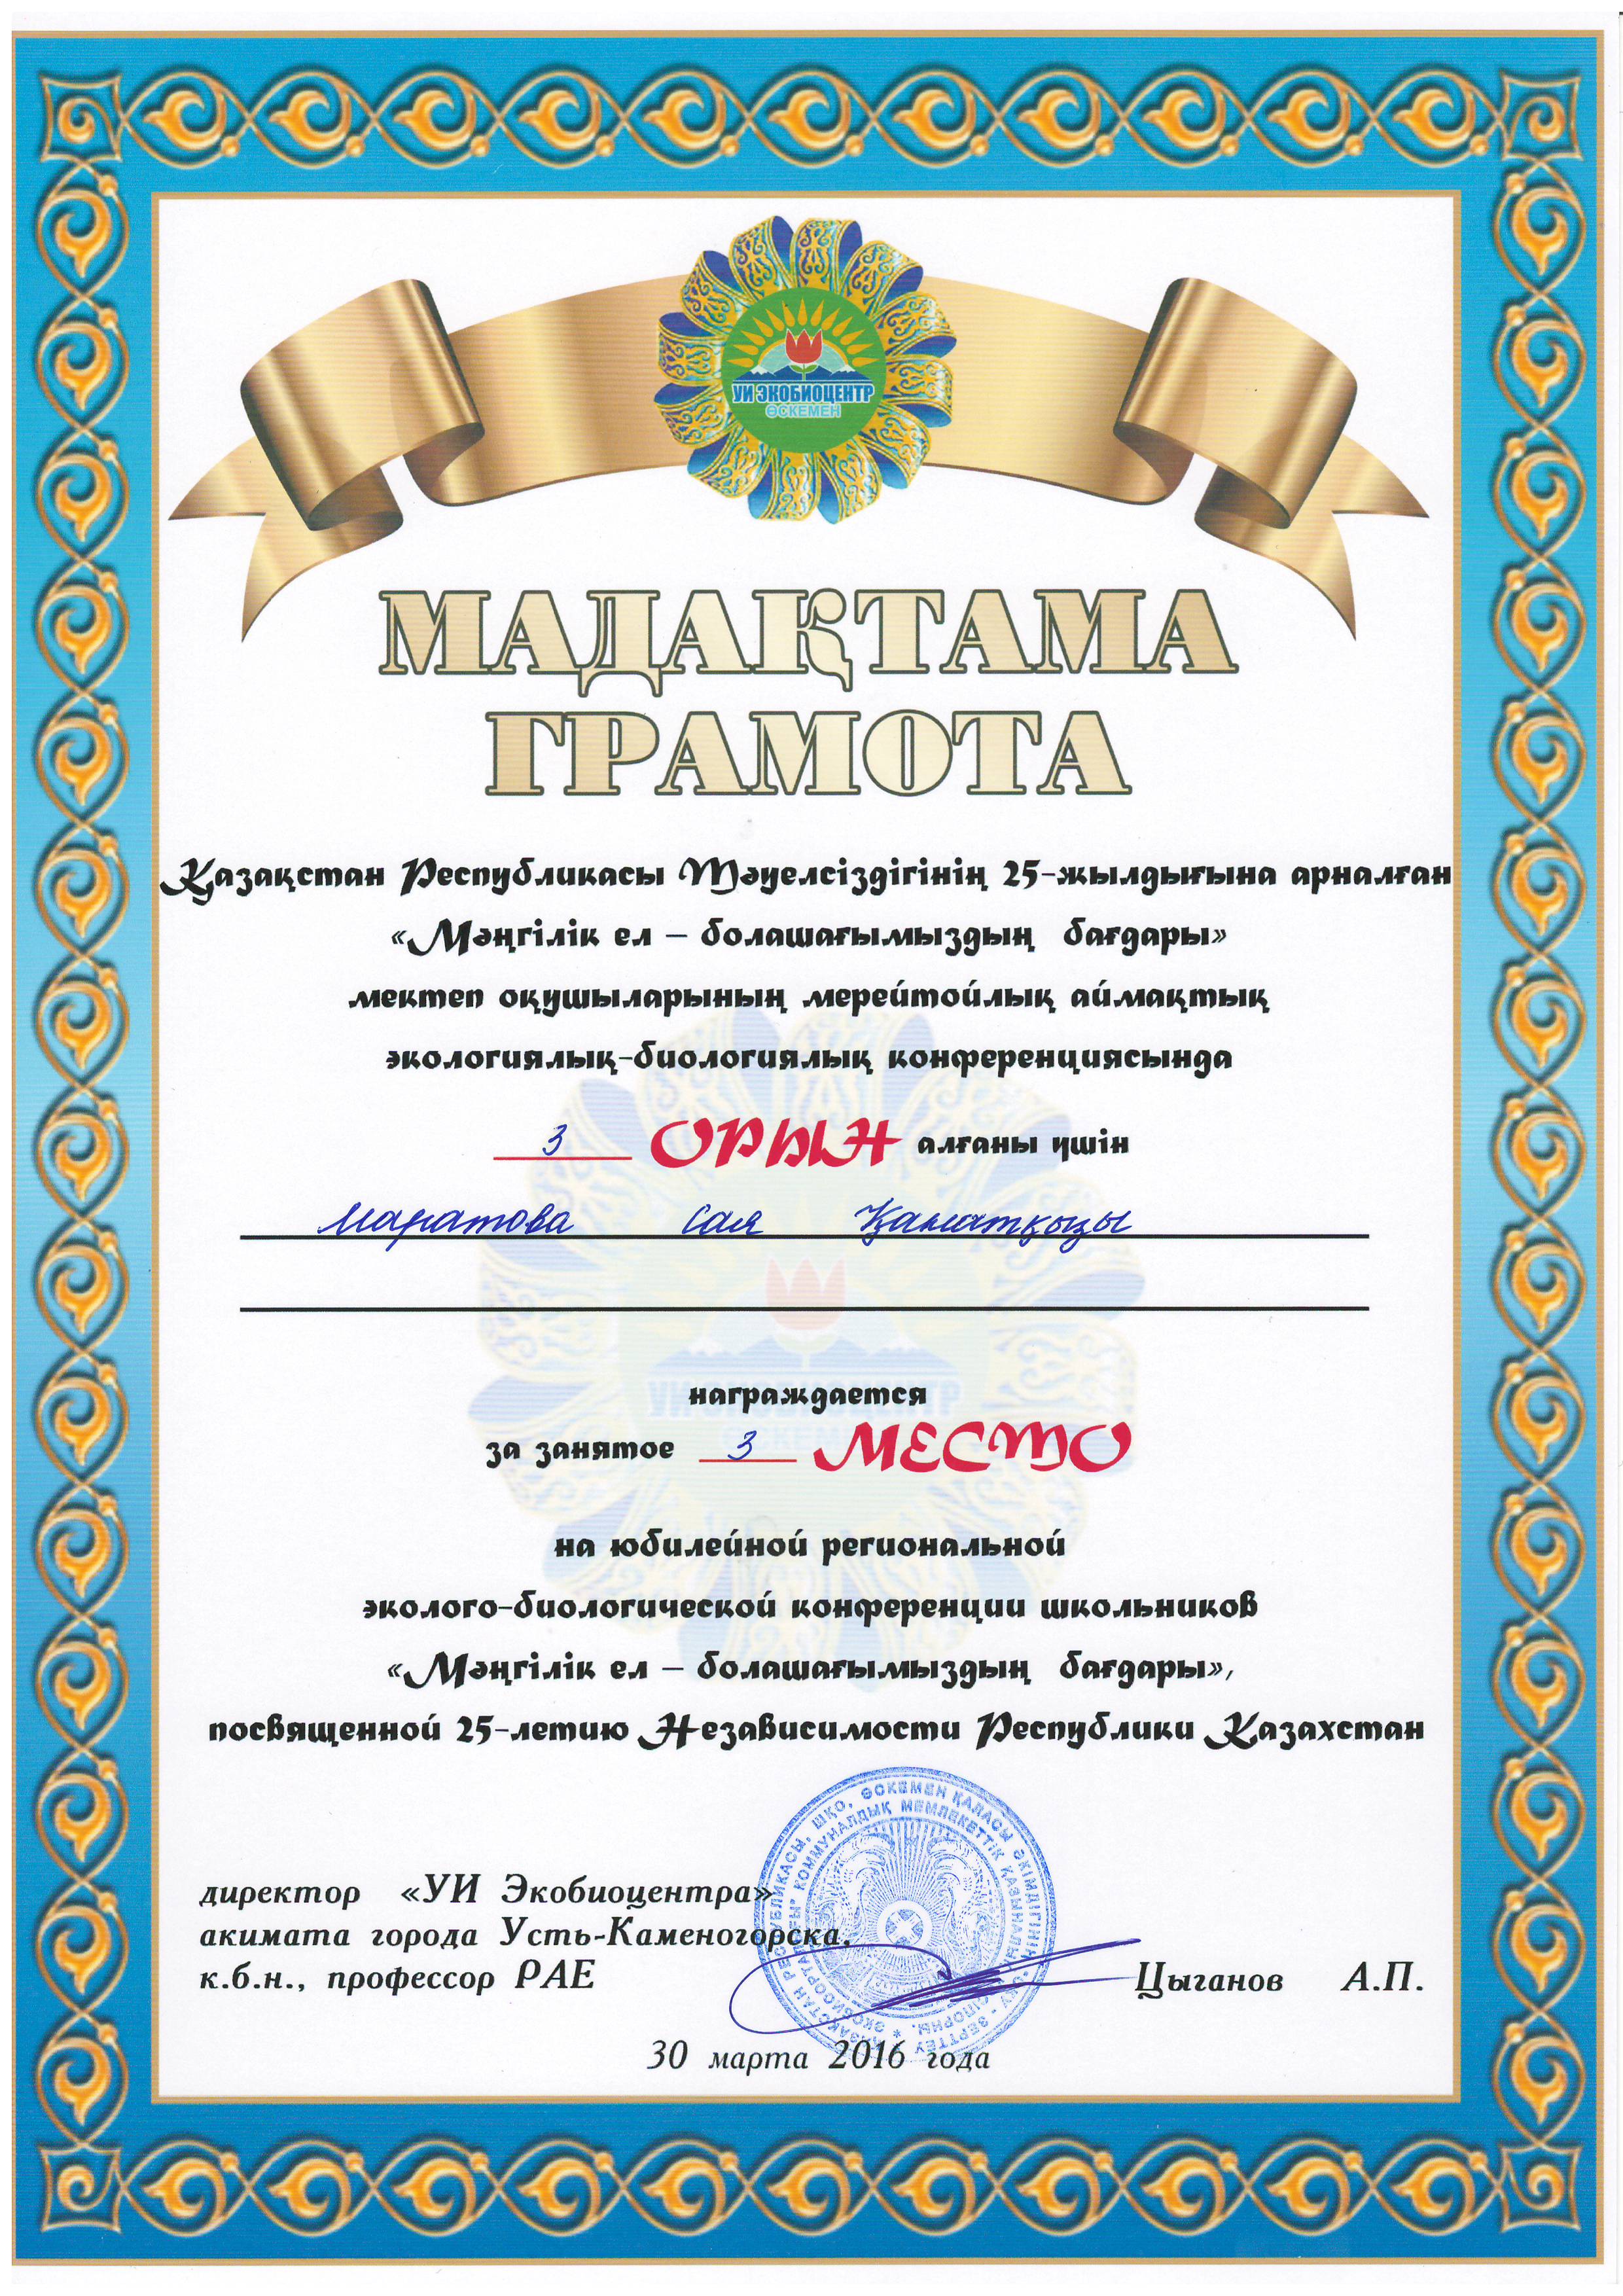 УИ ЭКОБИОЦЕНТР
ӨСКЕМЕН
МАДАҚТАМА
ГРАМОТА
Қазақстан Республикасы Тәуелсіздігінің 25-жылдығына арналған
«Мәңгілік ел – болашағымыздың бағдары»
мектеп оқушыларының мерейтойлық аймақтық
экологиялық-биологиялық конференциясында
3 ОРЫН алғаны үшін
Маратова Сая Қанатқызы
награждается
за занятое 3 МЕСТО
на юбилейной региональной
эколого-биологической конференции школьников
«Мәңгілік ел – болашағымыздың бағдары»,
посвященной 25-летию Независимости Республики Казахстан
директор «УИ Экобиоцентра»
акимата города Усть-Каменогорска,
к.б.н., профессор РАЕ Цыганов А.П.
30 марта 2016 года